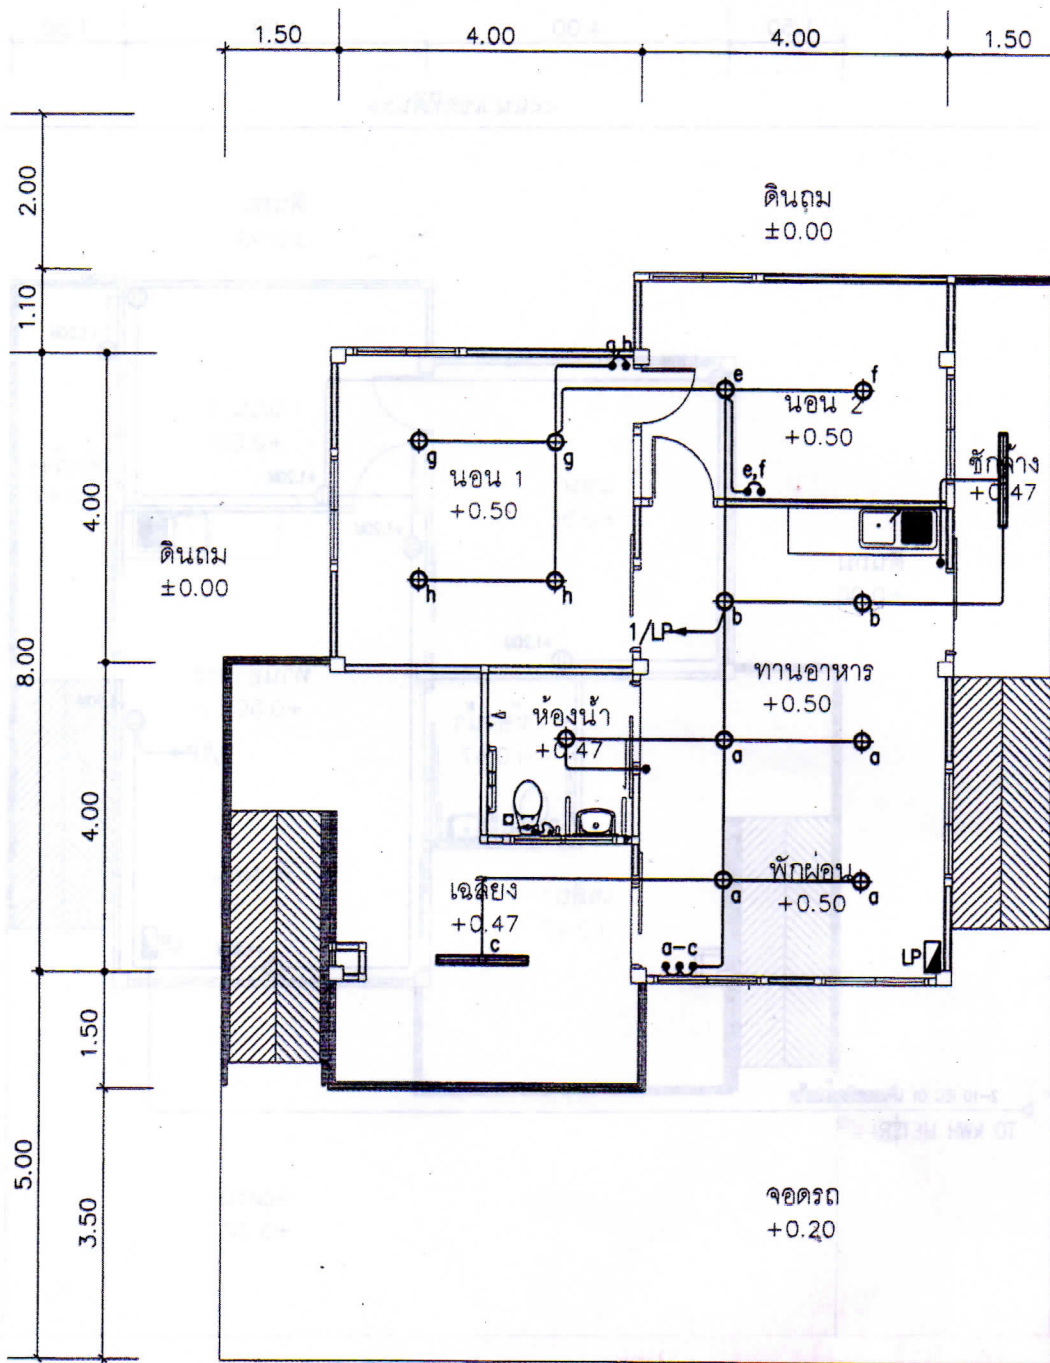 1.50
4.00
4.00
1.50
2.00
ดินถม
±0.00
1.10
g,h
e
f
นอน 2
+0.50
g
g
นอน 1
+0.50
e,f
ซักล้าง
+0.47
4.00
ดินถม
±0.00
h
h
b
b
1/LP
8.00
ทานอาหาร
+0.50
ห้องน้ำ
+0.47
a
a
4.00
พักผ่อน
+0.50
a
a
เฉลียง
+0.47
c
a-c
LP
1.50
TO KWH METER
5.00
3.50
จอดรถ
+0.20